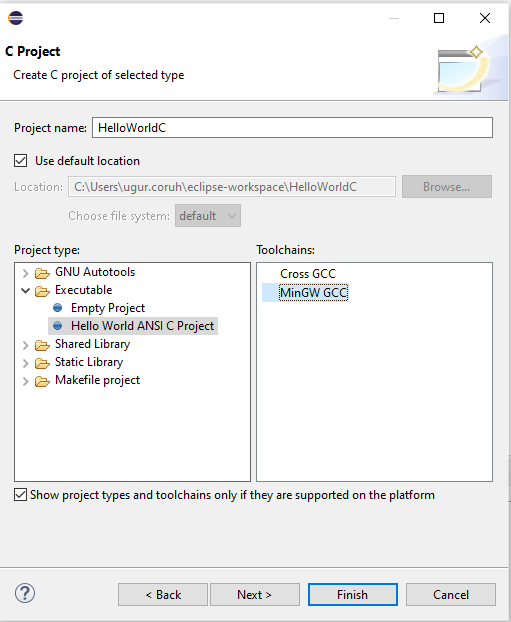 C Project
Create C project of selected type
Project name: HelloWorldC
Use default location
Location: C:\Users\ugur.coruh\eclipse-workspace\HelloWorldC Browse...
Choose file system: default
Project type:
GNU Autotools
Executable
Empty Project
Hello World ANSI C Project
Shared Library
Static Library
Makefile project
Toolchains:
Cross GCC
MinGW GCC
Show project types and toolchains only if they are supported on the platform
? < Back Next > Finish Cancel